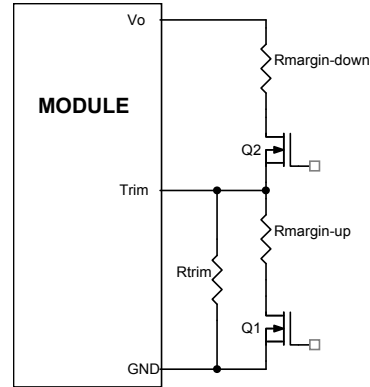 Vo
Rmargin-down
MODULE
Q2
Trim
Rmargin-up
Rtrim
Q1
GND